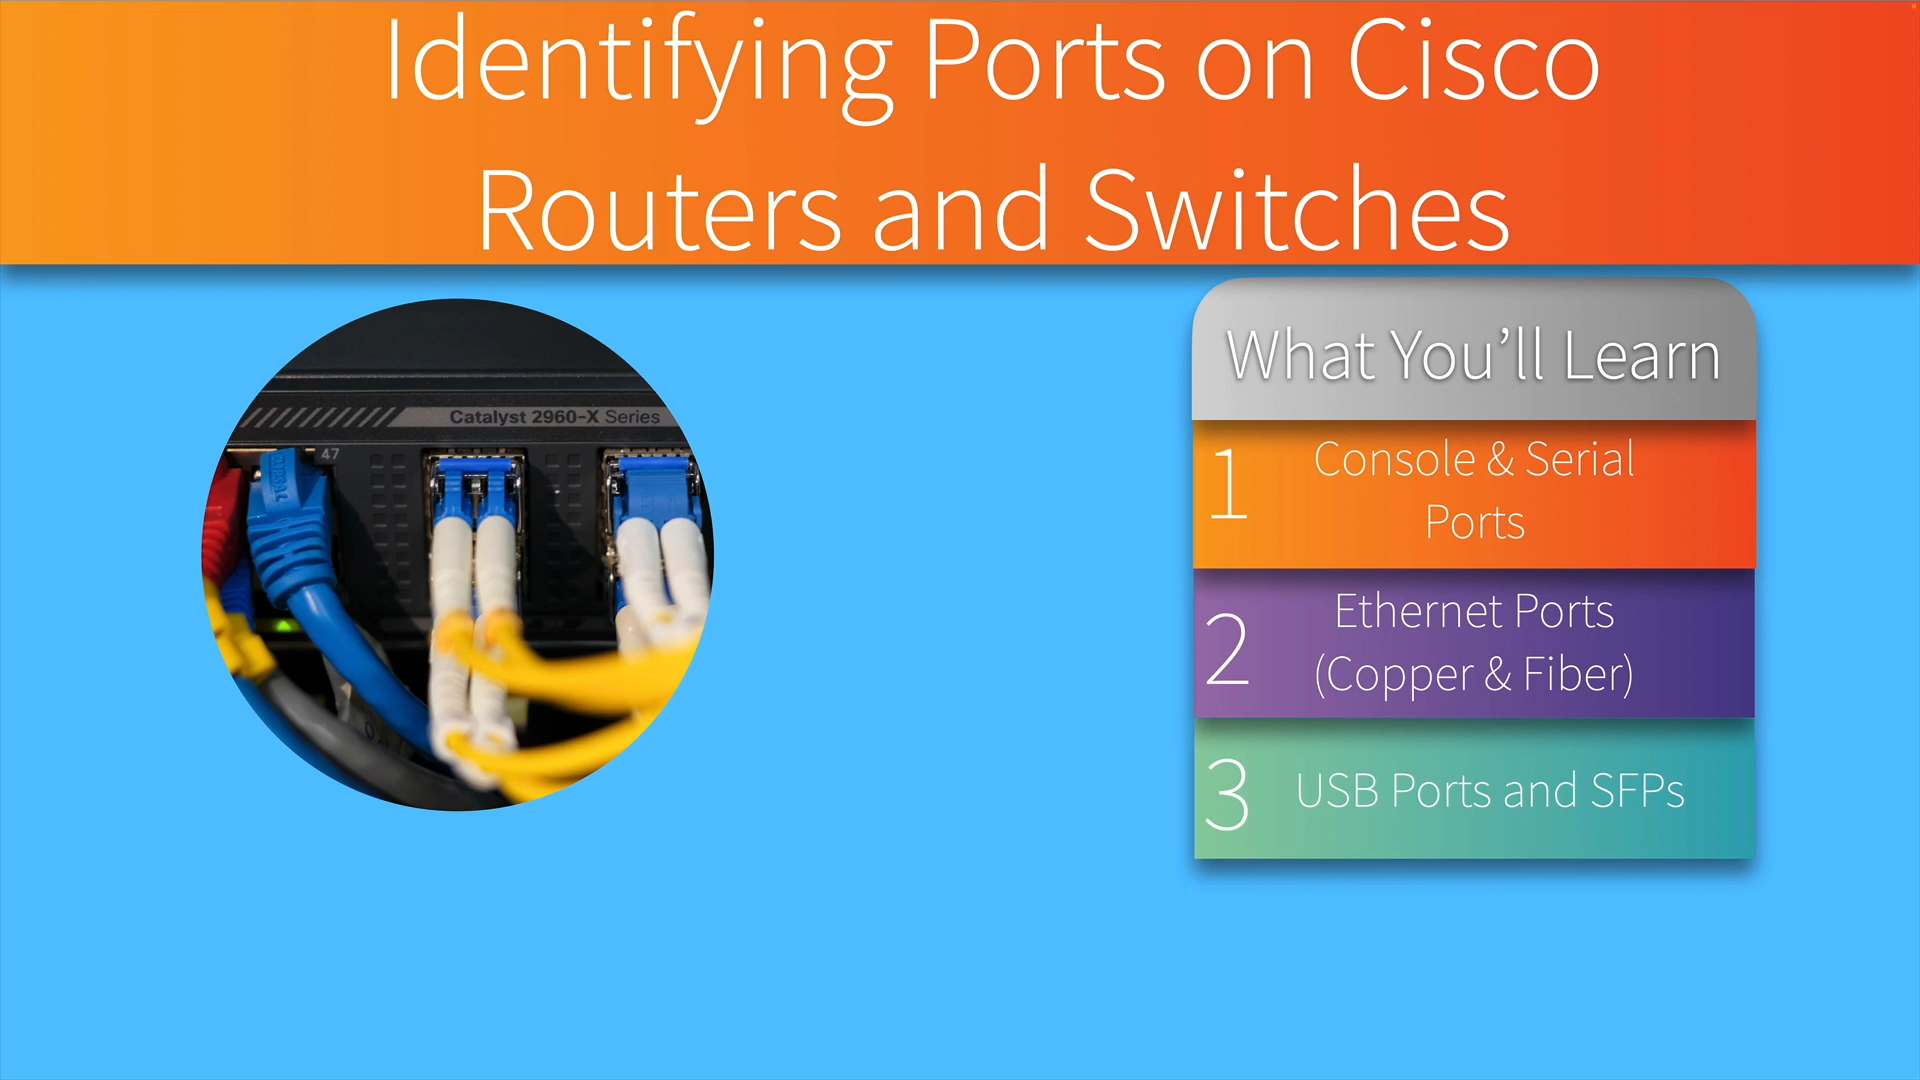 Identifying Ports on Cisco
Routers and Switches
Catalyst 2960-X Series
47
What You'll Learn
1
Console & Serial
Ports
2
Ethernet Ports
(Copper & Fiber)
3
USB Ports and SFPs